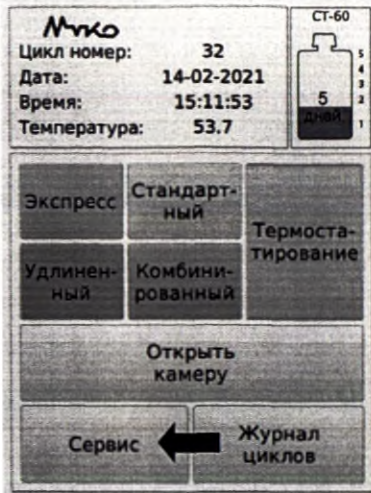 Мичо
Цикл номер: 32
Дата: 14-02-2021
Время: 15:11:53
Температура: 53.7
СТ-60
5
4
3
2
1
5
дней
Экспресс
Стандарт-
ный
Термоста-
тирование
Удлинен-
ный
Комбини-
рованный
Открыть
камеру
Сервис
Журнал
циклов